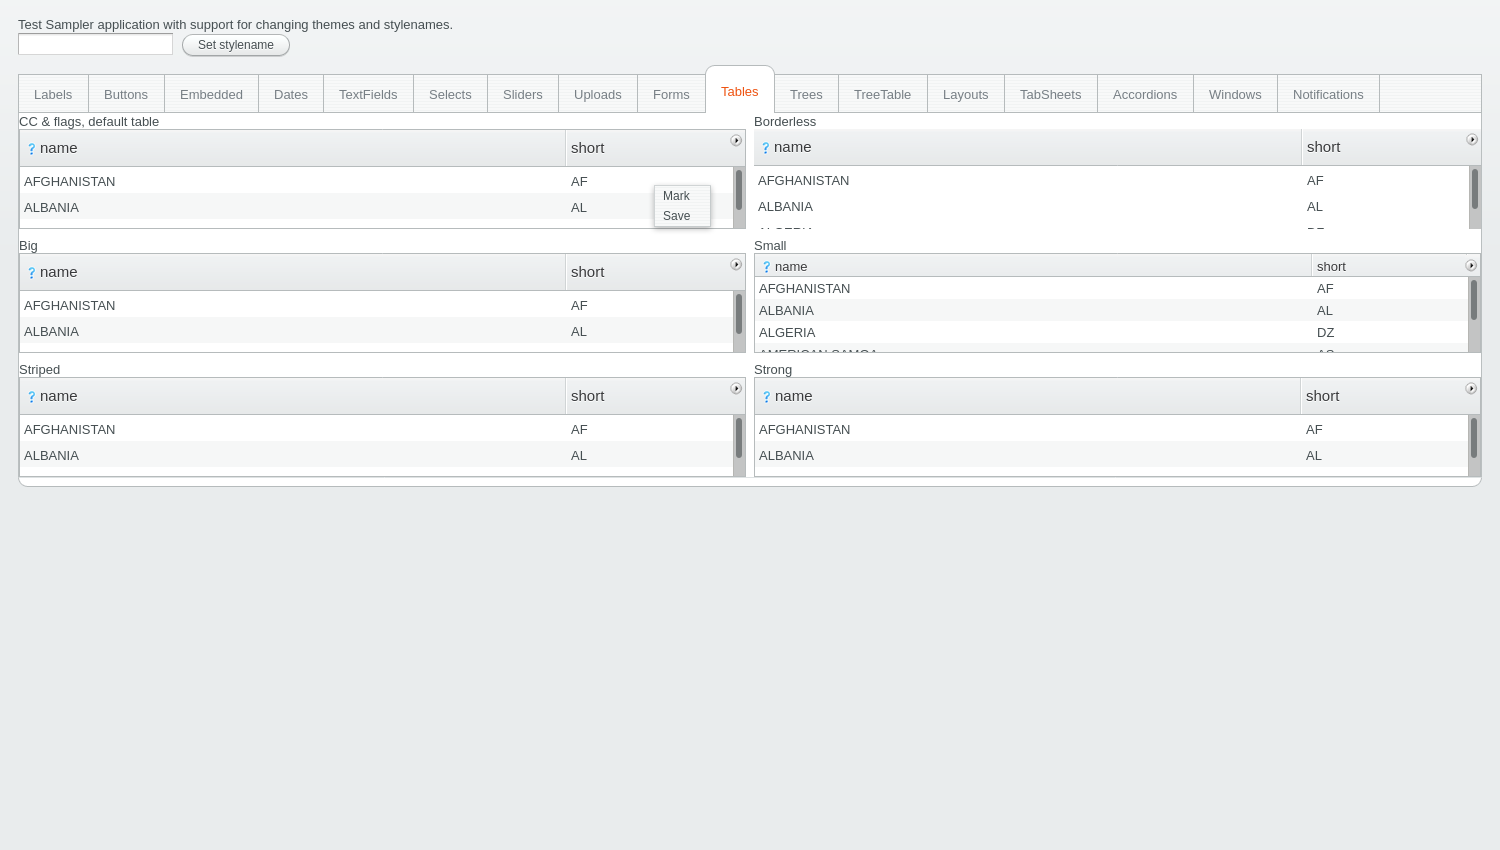 Test Sampler application with support for changing themes and stylenames.
Set stylename
Labels Buttons Embedded Dates TextFields Selects Sliders Uploads Forms Tables Trees TreeTable Layouts TabSheets Accordions Windows Notifications
CC & flags, default table
name short
AFGHANISTAN AF
ALBANIA AL
Mark
Save
Borderless
name short
AFGHANISTAN AF
ALBANIA AL
Big
name short
AFGHANISTAN AF
ALBANIA AL
Small
name short
AFGHANISTAN AF
ALBANIA AL
ALGERIA DZ
AMERICAN SAMOA AS
Striped
name short
AFGHANISTAN AF
ALBANIA AL
Strong
name short
AFGHANISTAN AF
ALBANIA AL